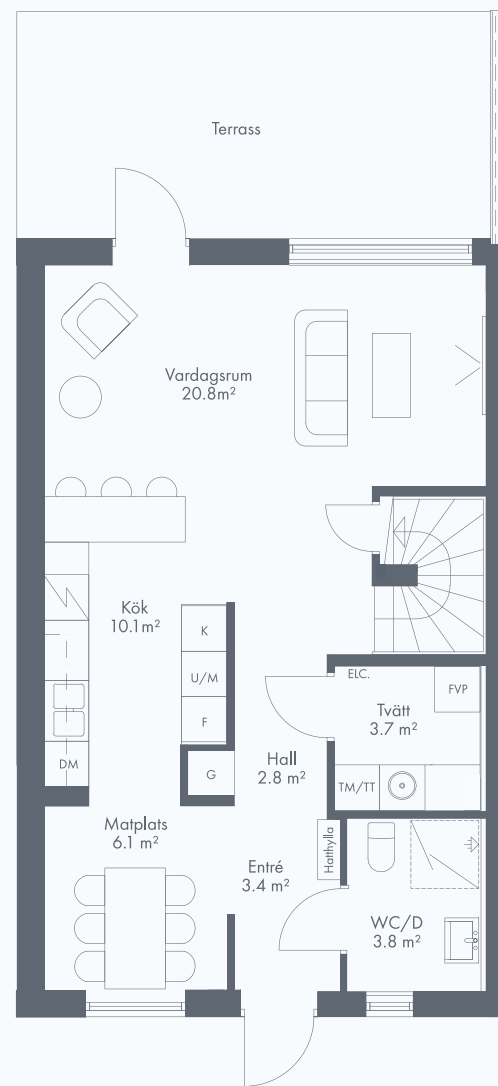 Terrass
Vardagsrum
20.8m²
Kök
10.1m²
K
U/M
F
G
DM
ELC.
FVP
Tvätt
3.7 m²
TM/TT
Hall
2.8 m²
Matplats
6.1 m²
Hatthylla
Entré
3.4 m²
WC/D
3.8 m²